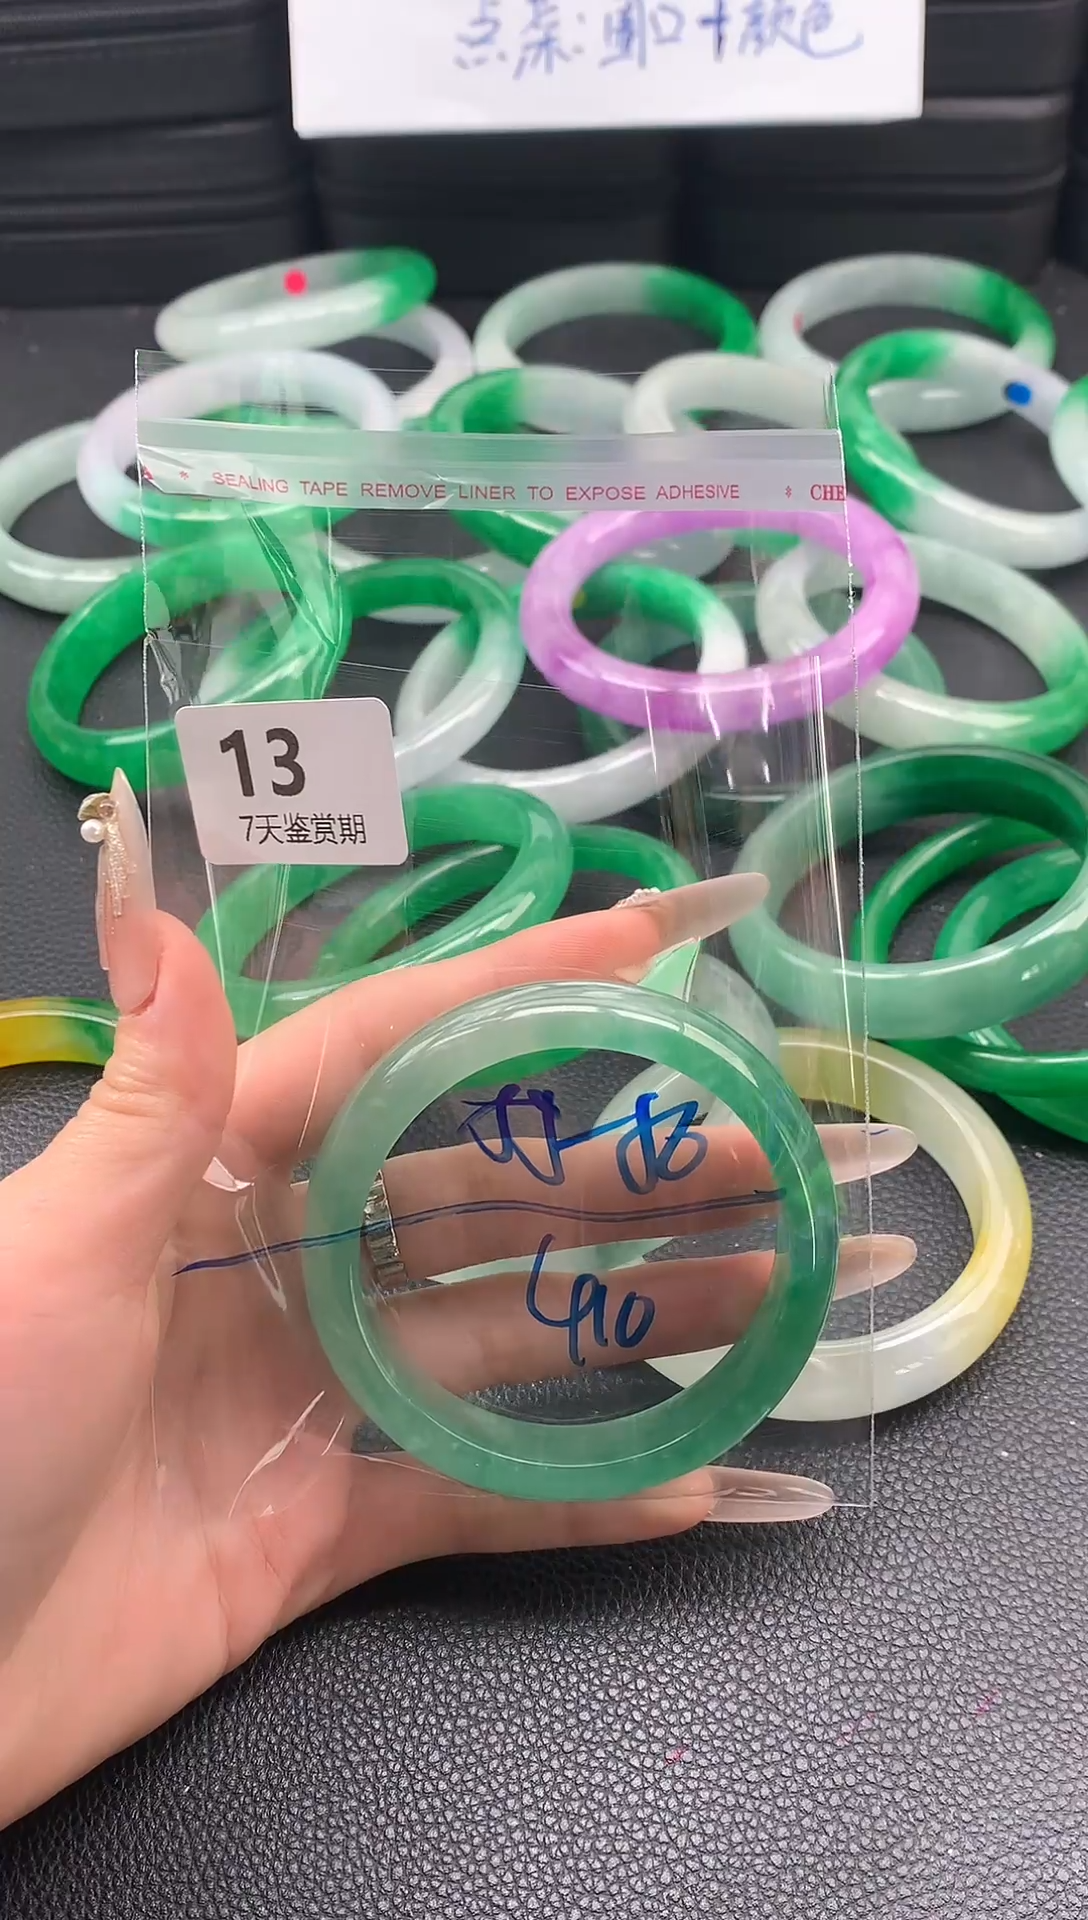 点菜:圈口+颜色
* SEALING TAPE REMOVE LINER TO EXPOSE ADHESIVE * CHE
13
7天鉴赏期
490